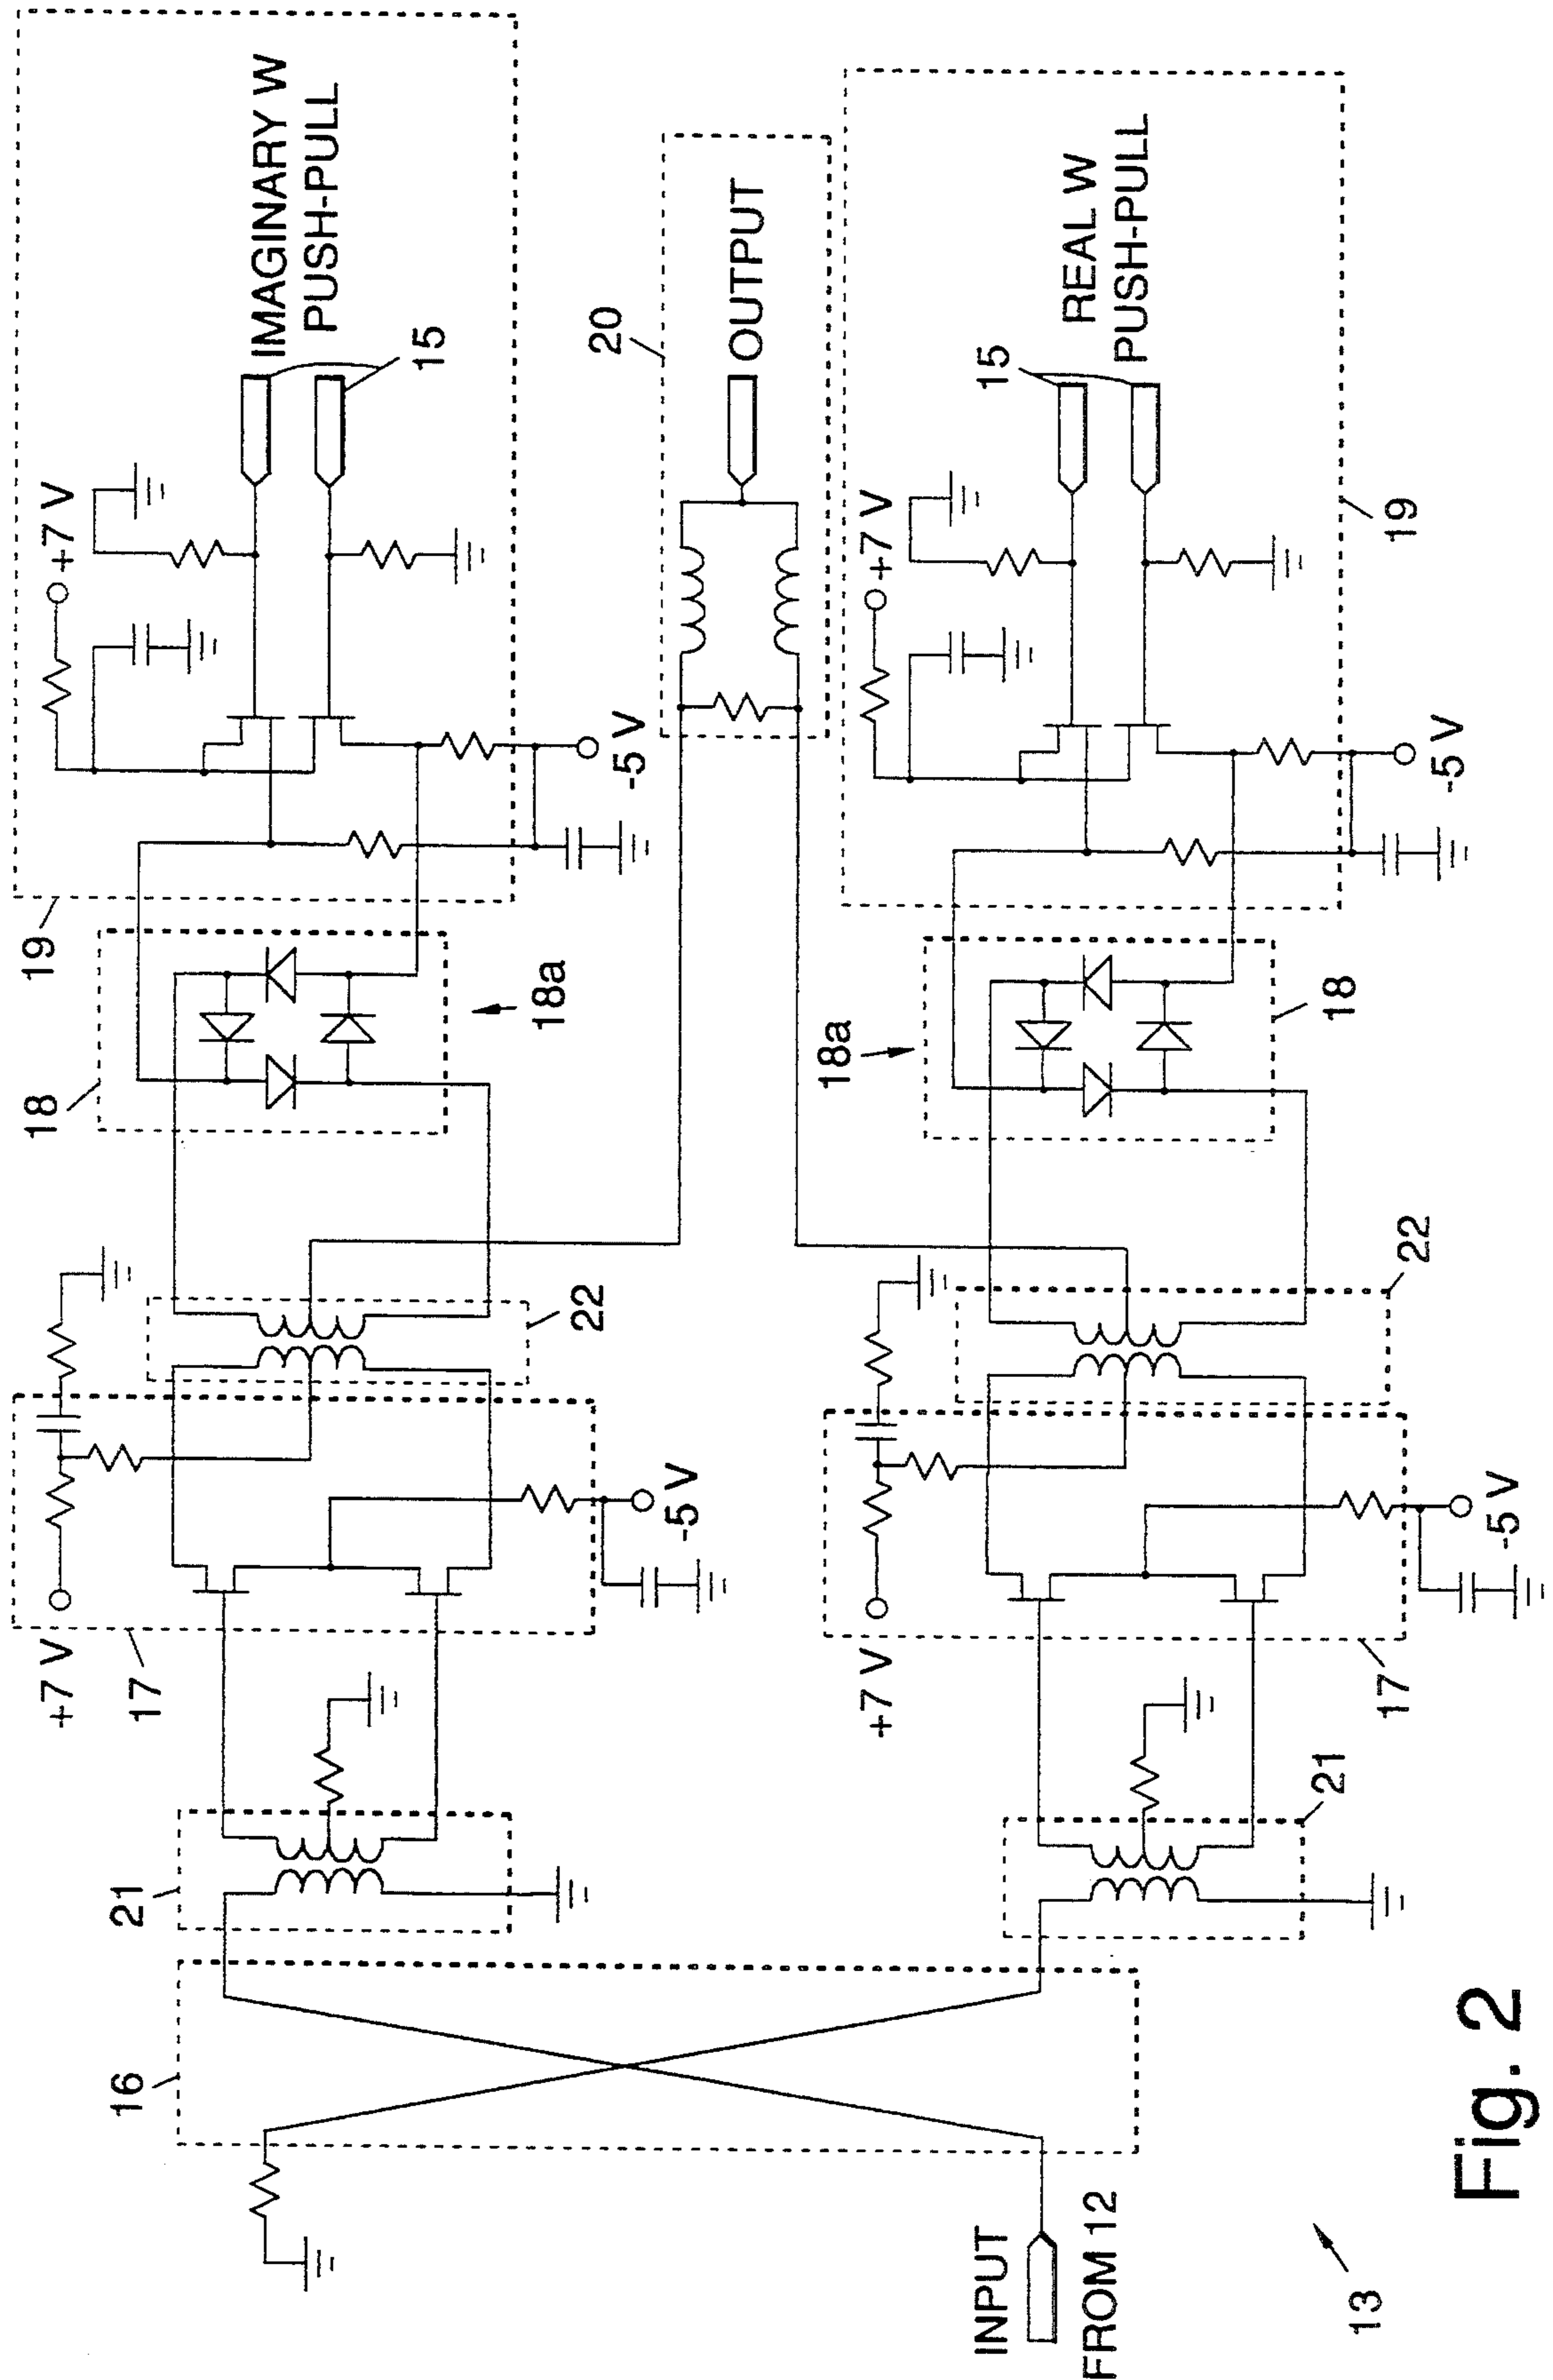 IMAGINARY W
PUSH-PULL
15
+7 V
-5 V
19
18
18a
22
+7 V
-5 V
17
21
16
20
OUTPUT
REAL W
PUSH-PULL
15
+7 V
-5 V
19
18
18a
22
+7 V
-5 V
17
21
INPUT
FROM 12
13
Fig. 2